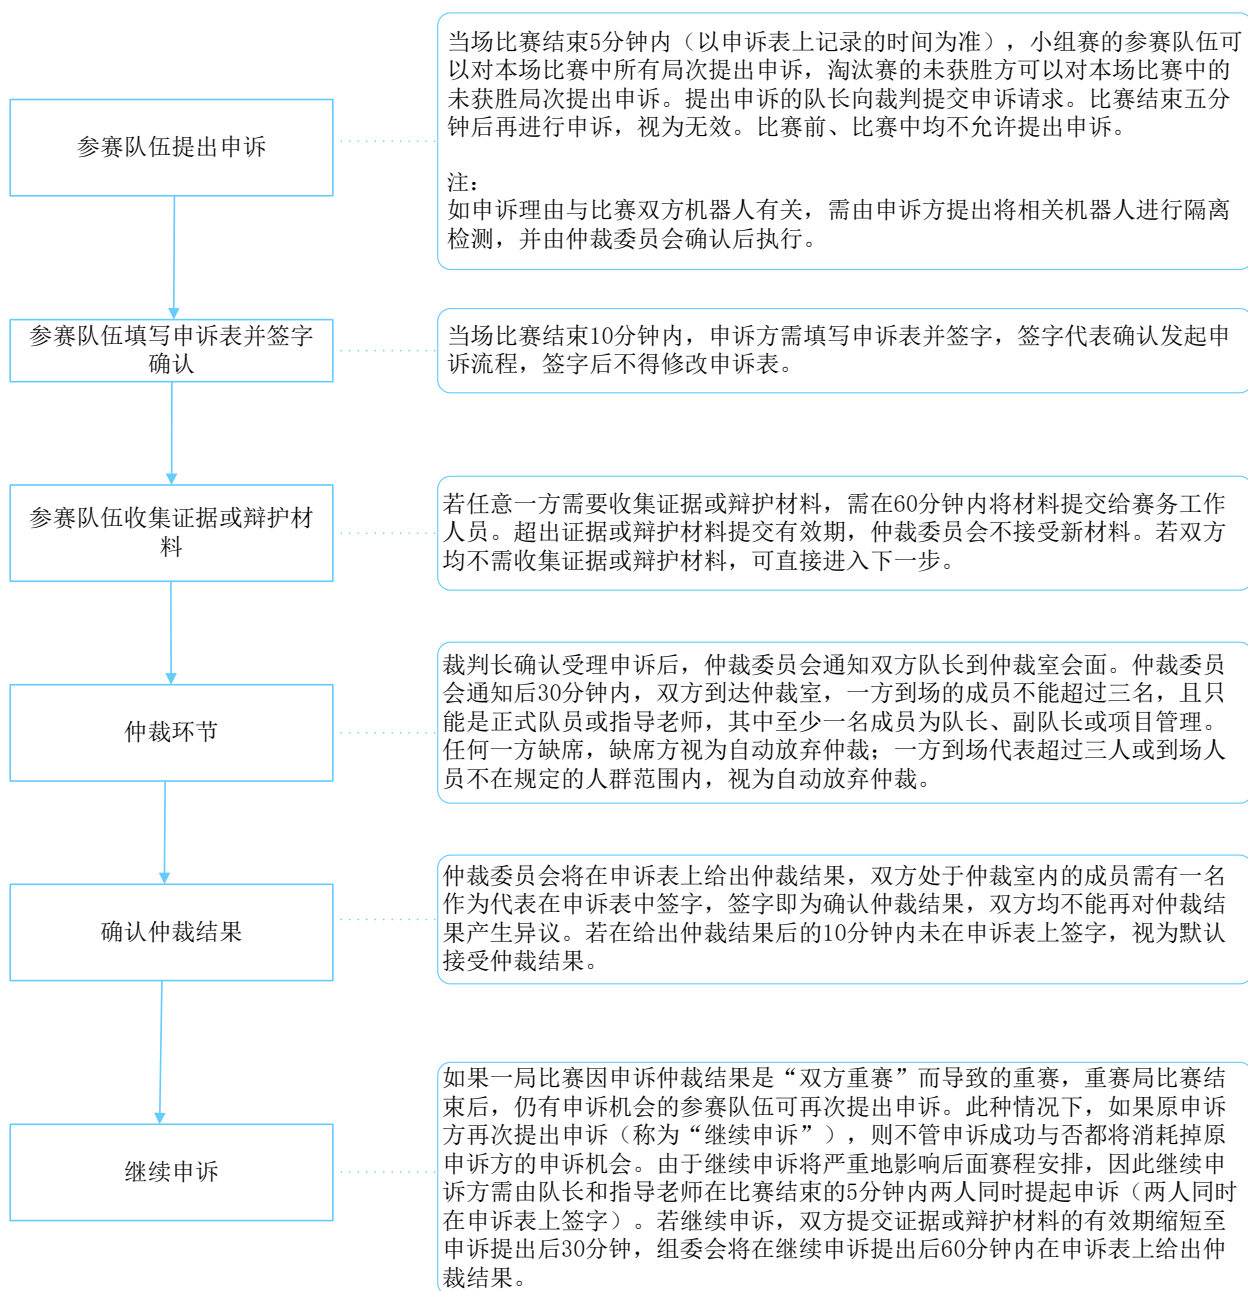 参赛队伍提出申诉
当场比赛结束5分钟内（以申诉表上记录的时间为准），小组赛的参赛队伍可
以对本场比赛中所有局次提出申诉，淘汰赛的未获胜方可以对本场比赛中的
未获胜局次提出申诉。提出申诉的队长向裁判提交申诉请求。比赛结束五分
钟后再进行申诉，视为无效。比赛前、比赛中均不允许提出申诉。
注：
如申诉理由与比赛双方机器人有关，需由申诉方提出将相关机器人进行隔离
检测，并由仲裁委员会确认后执行。
参赛队伍填写申诉表并签字
确认
当场比赛结束10分钟内，申诉方需填写申诉表并签字，签字代表确认发起申
诉流程，签字后不得修改申诉表。
参赛队伍收集证据或辩护材
料
若任意一方需要收集证据或辩护材料，需在60分钟内将材料提交给赛务工作
人员。超出证据或辩护材料提交有效期，仲裁委员会不接受新材料。若双方
均不需收集证据或辩护材料，可直接进入下一步。
仲裁环节
裁判长确认受理申诉后，仲裁委员会通知双方队长到仲裁室会面。仲裁委员
会通知后30分钟内，双方到达仲裁室，一方到场的成员不能超过三名，且只
能是正式队员或指导老师，其中至少一名成员为队长、副队长或项目管理。
任何一方缺席，缺席方视为自动放弃仲裁；一方到场代表超过三人或到场人
员不在规定的人群范围内，视为自动放弃仲裁。
确认仲裁结果
仲裁委员会将在申诉表上给出仲裁结果，双方处于仲裁室内的成员需有一名
作为代表在申诉表中签字，签字即为确认仲裁结果，双方均不能再对仲裁结
果产生异议。若在给出仲裁结果后的10分钟内未在申诉表上签字，视为默认
接受仲裁结果。
继续申诉
如果一局比赛因申诉仲裁结果是“双方重赛”而导致的重赛，重赛局比赛结
束后，仍有申诉机会的参赛队伍可再次提出申诉。此种情况下，如果原申诉
方再次提出申诉（称为“继续申诉”），则不管申诉成功与否都将消耗掉原
申诉方的申诉机会。由于继续申诉将严重地影响后面赛程安排，因此继续申
诉方需由队长和指导老师在比赛结束的5分钟内两人同时提起申诉（两人同时
在申诉表上签字）。若继续申诉，双方提交证据或辩护材料的有效期缩短至
申诉提出后30分钟，组委会将在继续申诉提出后60分钟内在申诉表上给出仲
裁结果。